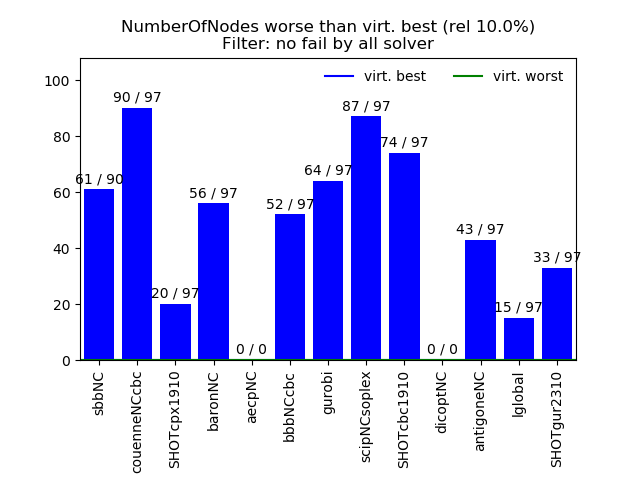 NumberOfNodes worse than virt. best (rel 10.0%)
Filter: no fail by all solver
virt. best
virt. worst
100
80
60
40
20
0
61 / 90
90 / 97
20 / 97
56 / 97
0 / 0
52 / 97
64 / 97
87 / 97
74 / 97
0 / 0
43 / 97
15 / 97
33 / 97
sbbNC
couenneNCcbc
SHOTcpx1910
baronNC
aecpNC
bbbNCcbc
gurobi
scipNCsoplex
SHOTcbc1910
dicoptNC
antigoneNC
lglobal
SHOTgur2310